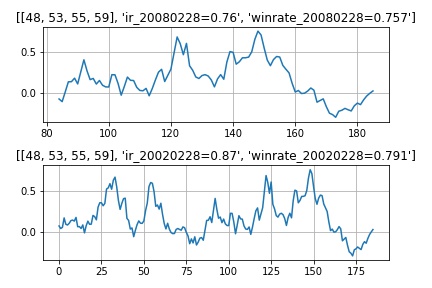 [[48, 53, 55, 59], 'ir_20080228=0.76', 'winrate_20080228=0.757']
0.5
0.0
80 100 120 140 160 180
[[48, 53, 55, 59], 'ir_20020228=0.87', 'winrate_20020228=0.791']
0.5
0.0
0 25 50 75 100 125 150 175